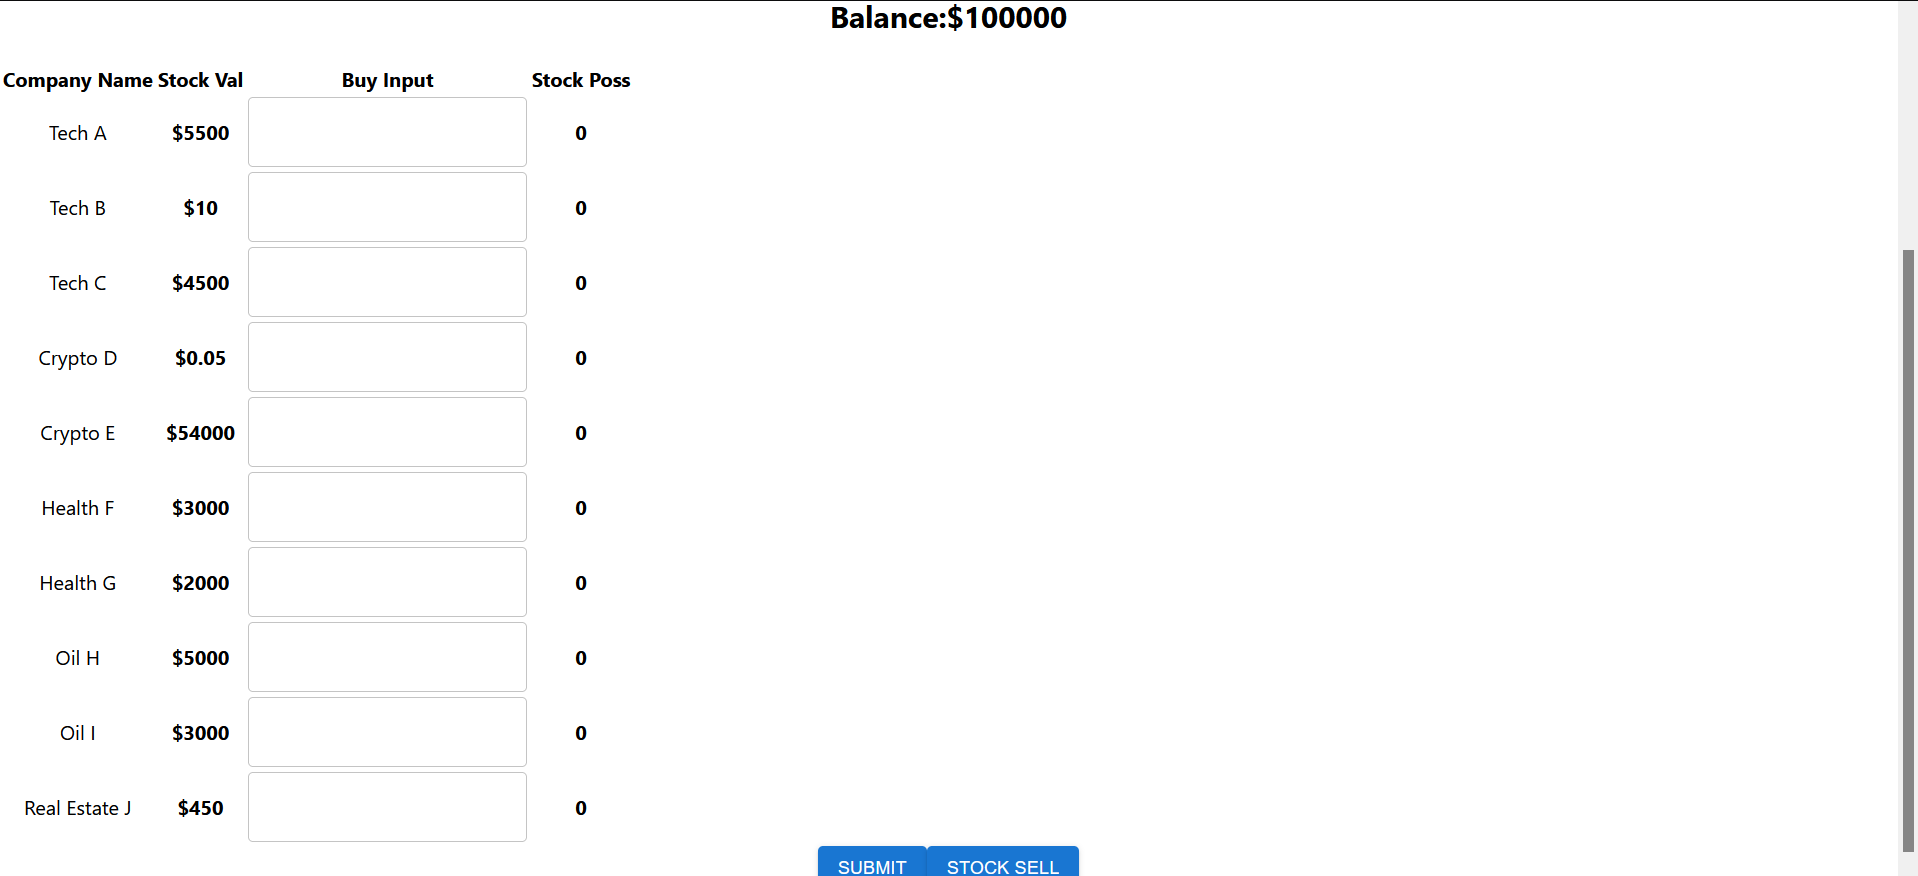 Balance:$100000
Company Name Stock Val Buy Input Stock Poss
Tech A $5500 0
Tech B $10 0
Tech C $4500 0
Crypto D $0.05 0
Crypto E $54000 0
Health F $3000 0
Health G $2000 0
Oil H $5000 0
Oil I $3000 0
Real Estate J $450 0
SUBMIT STOCK SELL